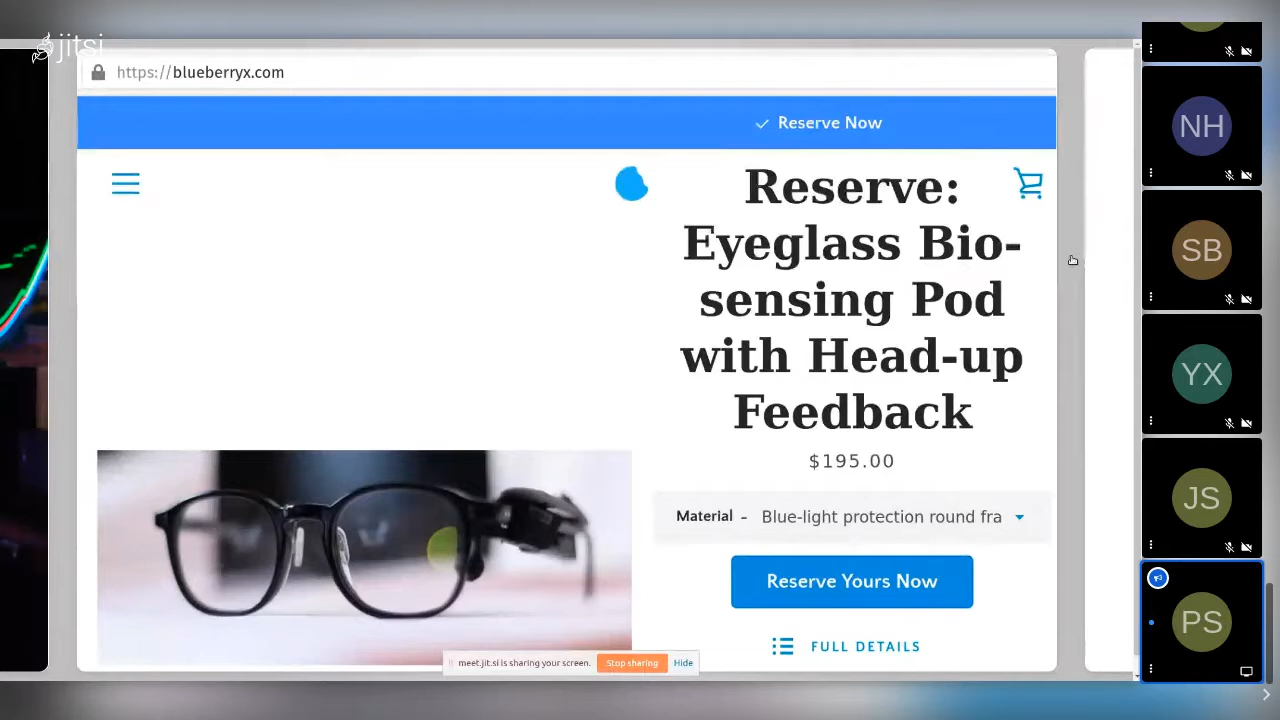 jitsi
https://blueberryx.com
Reserve Now
Reserve:
Eyeglass Bio-
sensing Pod
with Head-up
Feedback
$195.00
Material - Blue-light protection round fra
Reserve Yours Now
FULL DETAILS
meet.jit.si is sharing your screen. Stop sharing Hide
NH
SB
YX
JS
PS